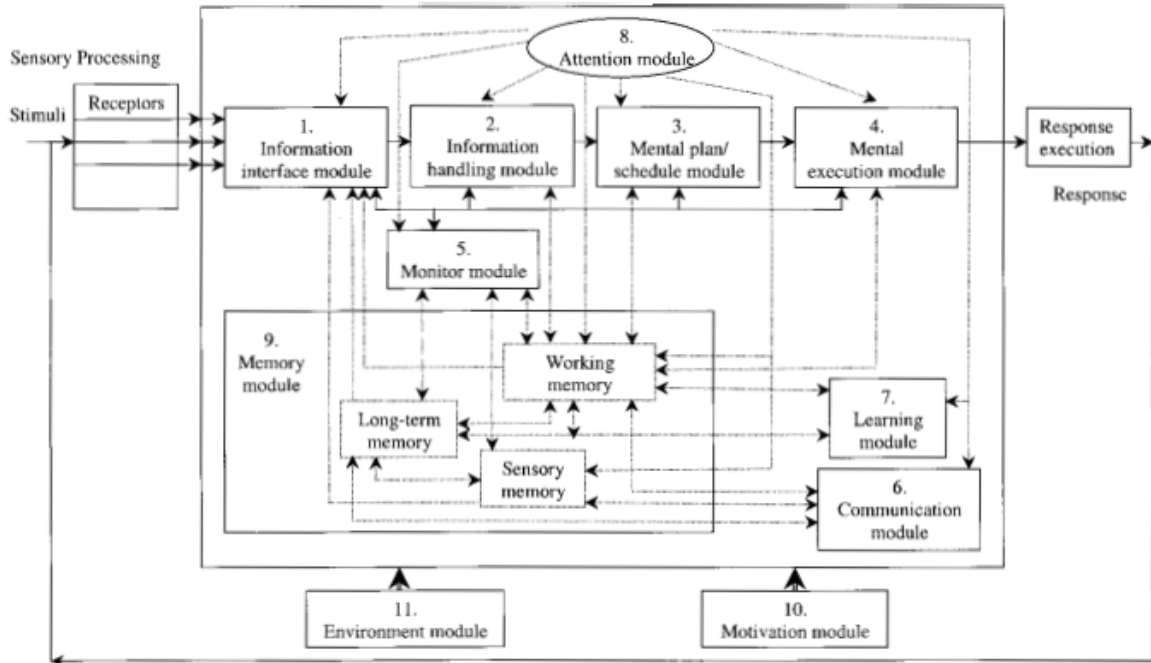 8.
Attention module
Sensory Processing
Stimuli
Receptors
1.
Information
interface module
2.
Information
handling module
3.
Mental plan/
schedule module
4.
Mental
execution module
Response
execution
Response
5.
Monitor module
9.
Memory
module
Working
memory
Long-term
memory
Sensory
memory
7.
Learning
module
6.
Communication
module
11.
Environment module
10.
Motivation module